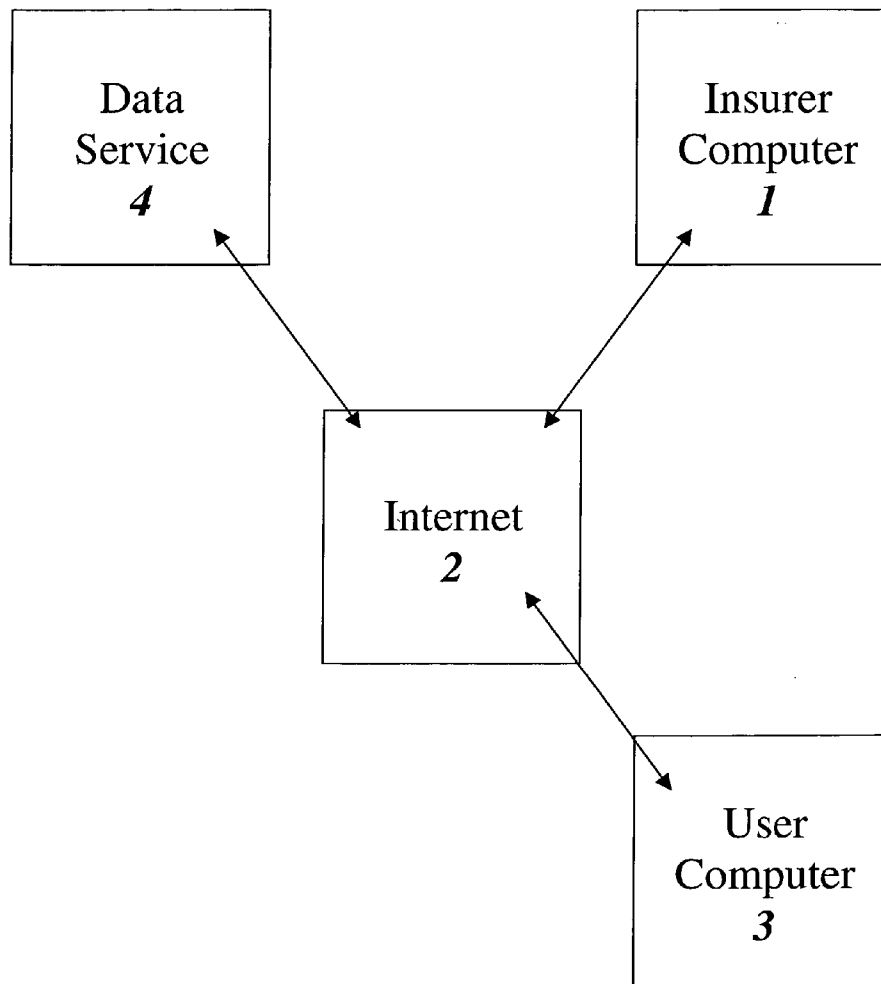 Data
Service
4
Insurer
Computer
1
Internet
2
User
Computer
3